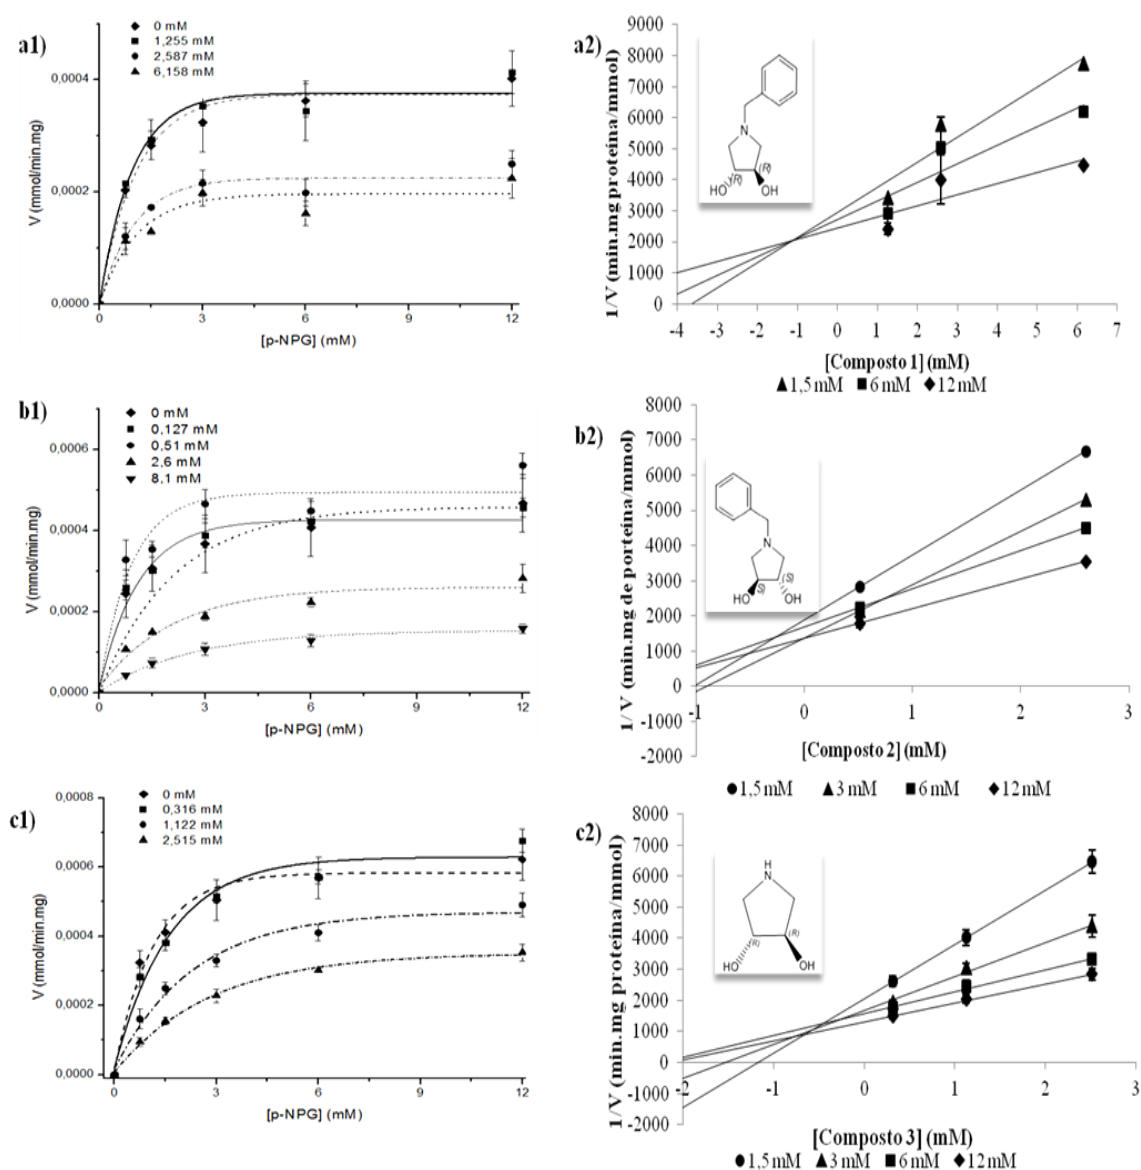 a1)
0 mM
1,255 mM
2,587 mM
6,158 mM
0,0004
0,0002
0,0000
V (mmol/min.mg)
0 3 6 9 12
[p-NPG] (mM)
a2)
9000
8000
7000
6000
5000
4000
3000
2000
1000
0
1/V (min.mg proteína/mmol)
N
(R)
(R)
HO
OH
-4 -3 -2 -1 0 1 2 3 4 5 6 7
[Composto 1] (mM)
1,5 mM 6 mM 12 mM
b1)
0 mM
0,127 mM
0,51 mM
2,6 mM
8,1 mM
0,0006
0,0004
0,0002
0,0000
V (mmol/min.mg)
0 3 6 9 12
[p-NPG] (mM)
b2)
8000
7000
6000
5000
4000
3000
2000
1000
0
-1000
-2000
1/V (min.mg de porteína/mmol)
N
(S)
(S)
HO
OH
-1 0 1 2 3
[Composto 2] (mM)
1,5 mM 3 mM 6 mM 12 mM
c1)
0 mM
0,316 mM
1,122 mM
2,515 mM
0,0008
0,0006
0,0004
0,0002
0,0000
V (mmol/min.mg)
0 3 6 9 12
[p-NPG] (mM)
c2)
8000
7000
6000
5000
4000
3000
2000
1000
0
-1000
-2000
1/V (min.mg proteína/mmol)
H
N
(R)
(R)
HO
OH
-2 -1 0 1 2 3
[Composto 3] (mM)
1,5 mM 3 mM 6 mM 12 mM